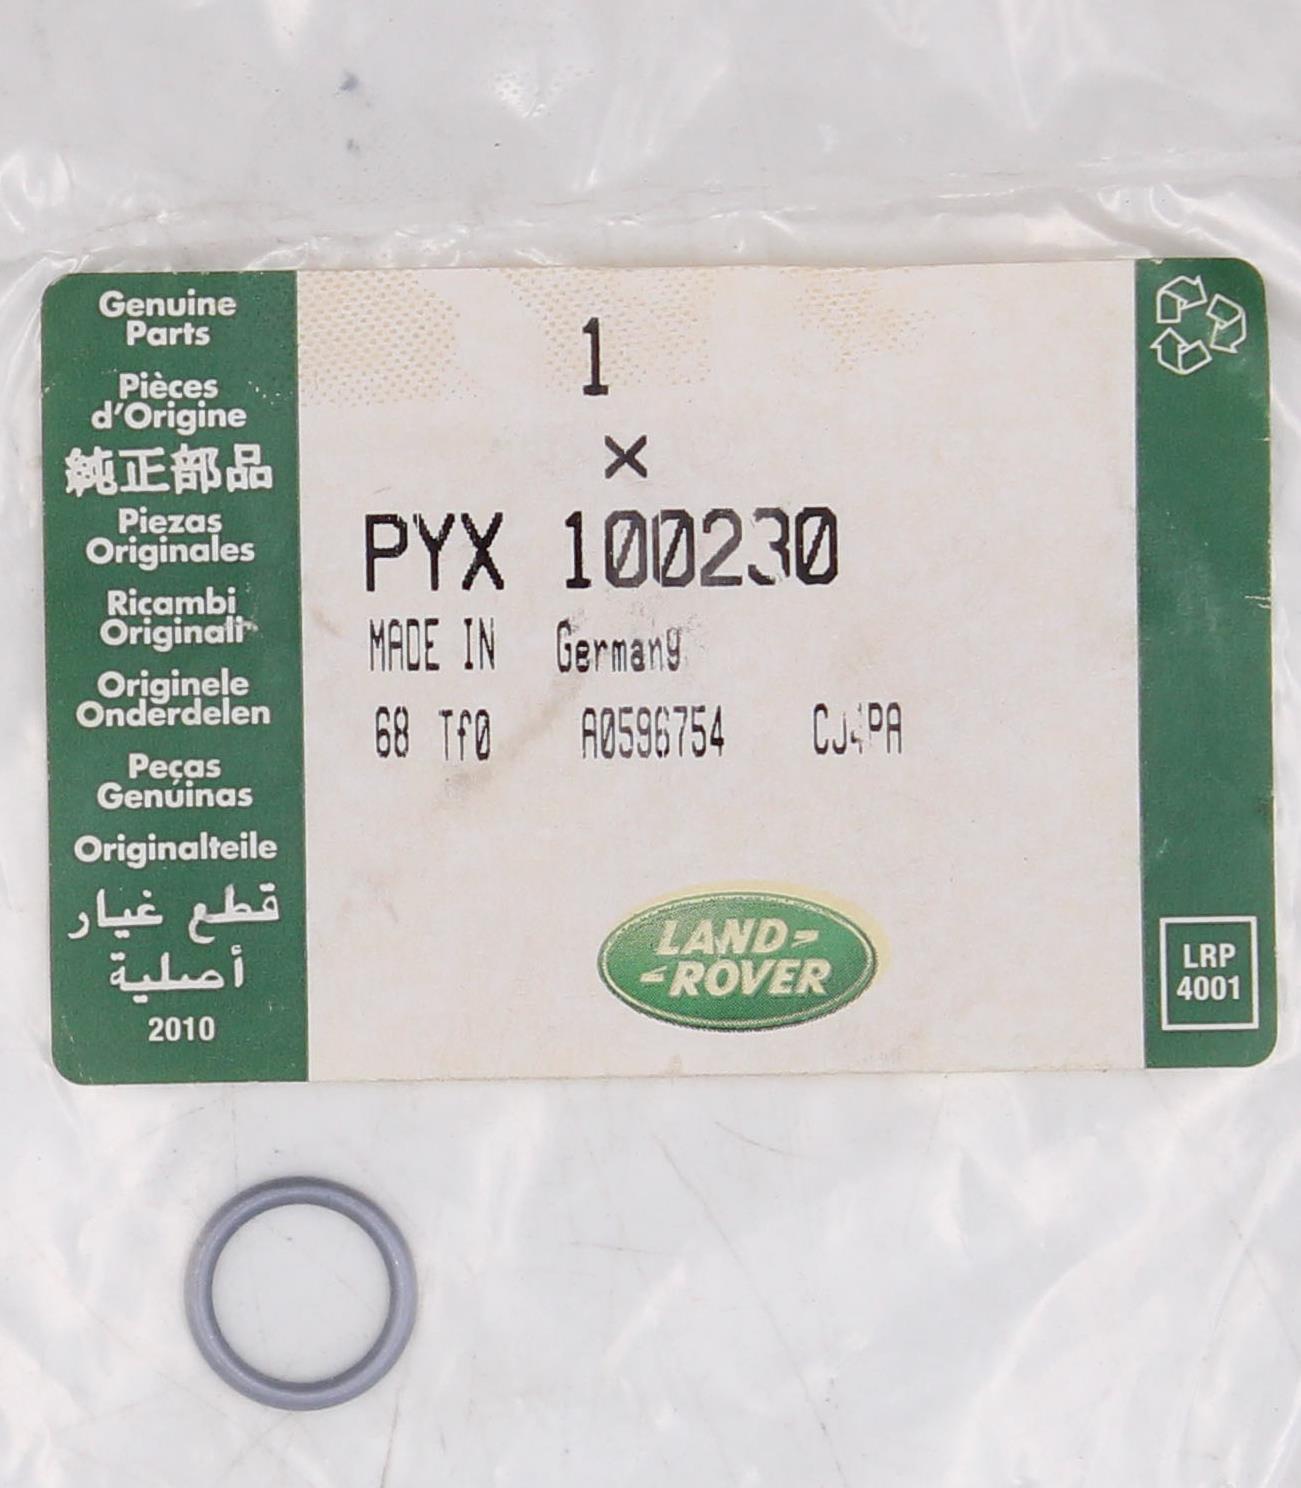 Genuine
Parts
Pièces
d'Origine
純正部品
Piezas
Originales
Ricambi
Originali
Originele
Onderdelen
Peças
Genúinas
Originalteile
قطع غيار
أصلية
2010
1
×
PYX 100230
MADE IN Germany
68 Tf0 A0596754
LAND-
-ROVER
LRP
4001